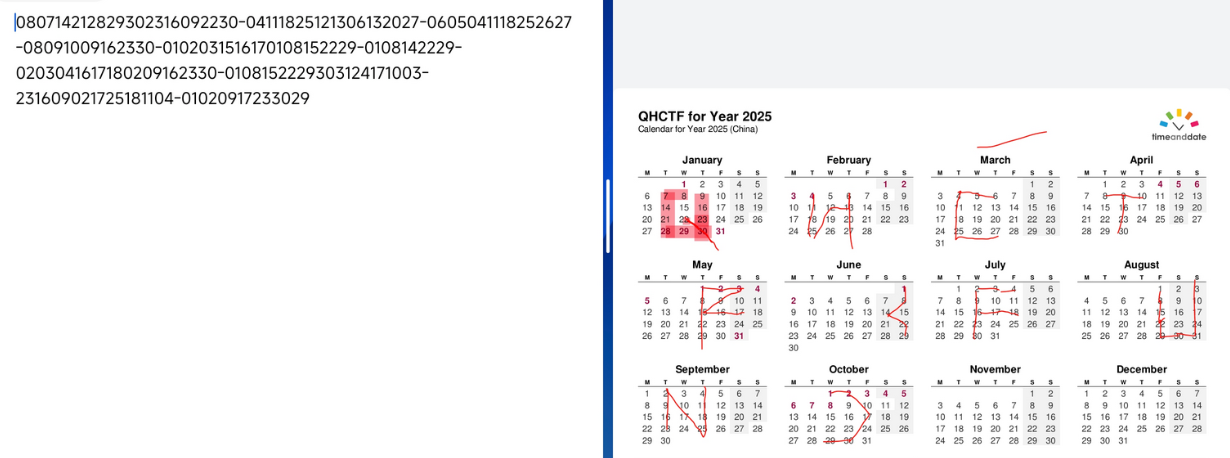 080714212829302316092230-04111825121306132027-0605041118252627
-08091009162330-0102031516170108152229-0108142229-
020304161718020916233‌0-0108152229303124171003-
231609021725181104-01020917233029
QHCTF for Year 2025
Calendar for Year 2025 (China)
timeanddate
January
M T W T F S S
1 2 3 4 5
6 7 8 9 10 11 12
13 14 15 16 17 18 19
20 21 22 23 24 25 26
27 28 29 30 31
February
M T W T F S S
1 2
3 4 5 6 7 8 9
10 11 12 13 14 15 16
17 18 19 20 21 22 23
24 25 26 27 28
March
M T W T F S S
1 2
3 4 5 6 7 8 9
10 11 12 13 14 15 16
17 18 19 20 21 22 23
24 25 26 27 28 29 30
31
April
M T W T F S S
1 2 3 4 5 6
7 8 9 10 11 12 13
14 15 16 17 18 19 20
21 22 23 24 25 26 27
28 29 30
May
M T W T F S S
1 2 3 4
5 6 7 8 9 10 11
12 13 14 15 16 17 18
19 20 21 22 23 24 25
26 27 28 29 30 31
June
M T W T F S S
1
2 3 4 5 6 7 8
9 10 11 12 13 14 15
16 17 18 19 20 21 22
23 24 25 26 27 28 29
30
July
M T W T F S S
1 2 3 4 5 6
7 8 9 10 11 12 13
14 15 16 17 18 19 20
21 22 23 24 25 26 27
28 29 30 31
August
M T W T F S S
1 2 3
4 5 6 7 8 9 10
11 12 13 14 15 16 17
18 19 20 21 22 23 24
25 26 27 28 29 30 31
September
M T W T F S S
1 2 3 4 5 6 7
8 9 10 11 12 13 14
15 16 17 18 19 20 21
22 23 24 25 26 27 28
29 30
October
M T W T F S S
1 2 3 4 5
6 7 8 9 10 11 12
13 14 15 16 17 18 19
20 21 22 23 24 25 26
27 28 29 30 31
November
M T W T F S S
1 2
3 4 5 6 7 8 9
10 11 12 13 14 15 16
17 18 19 20 21 22 23
24 25 26 27 28 29 30
December
M T W T F S S
1 2 3 4 5 6 7
8 9 10 11 12 13 14
15 16 17 18 19 20 21
22 23 24 25 26 27 28
29 30 31